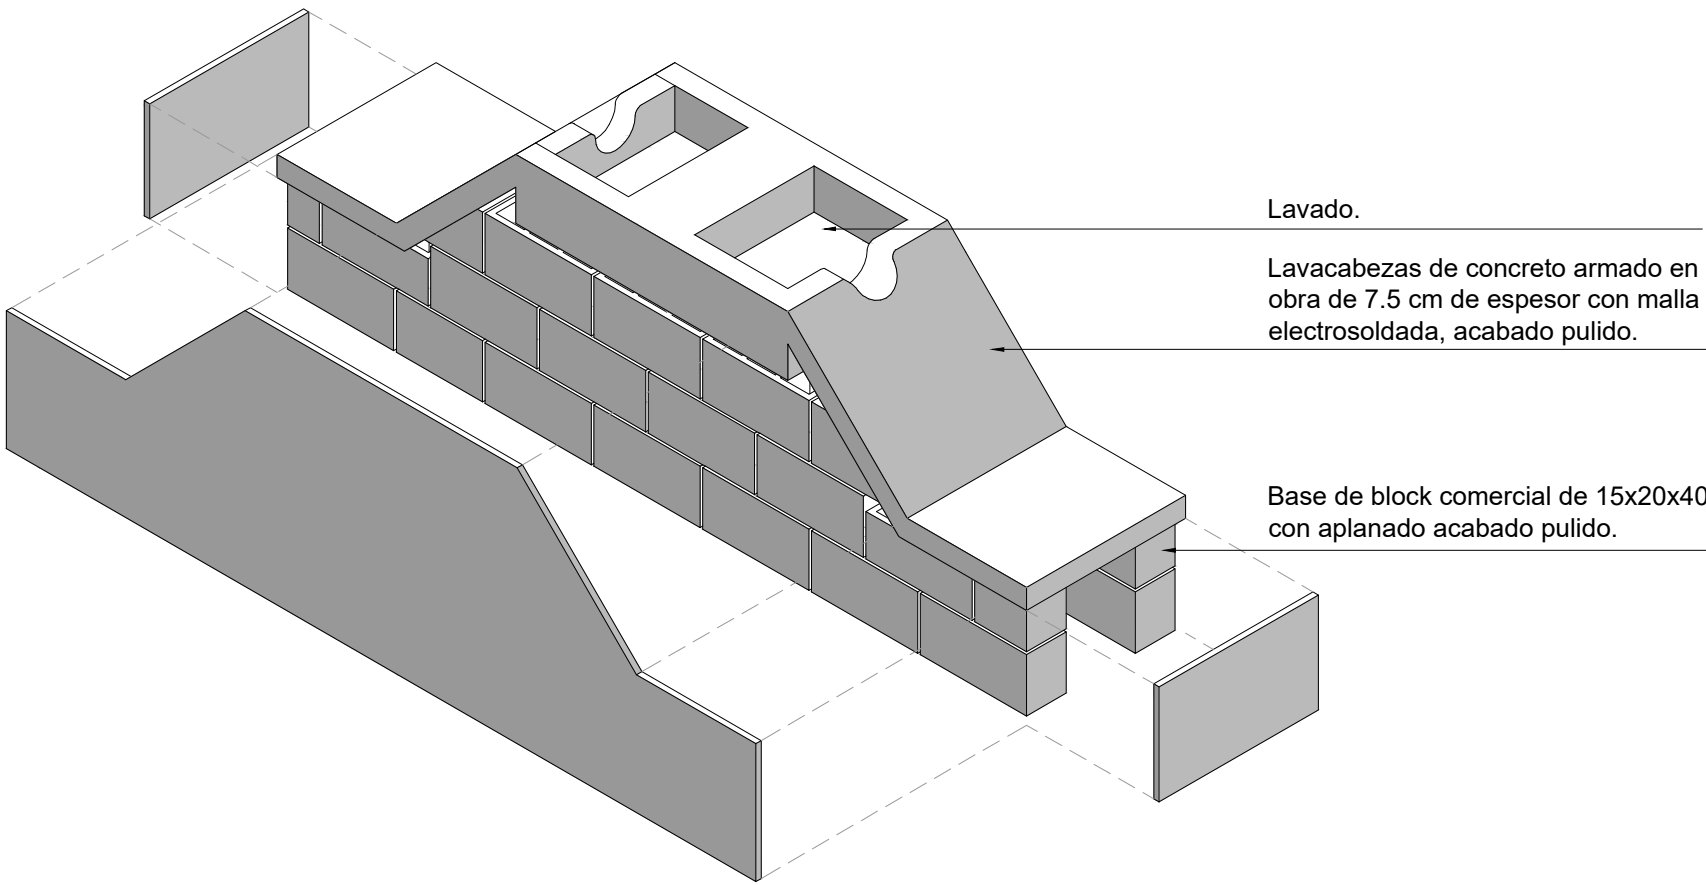 Lavado.
Lavacabezas de concreto armado en
obra de 7.5 cm de espesor con malla
electrosoldada, acabado pulido.
Base de block comercial de 15x20x40
con aplanado acabado pulido.